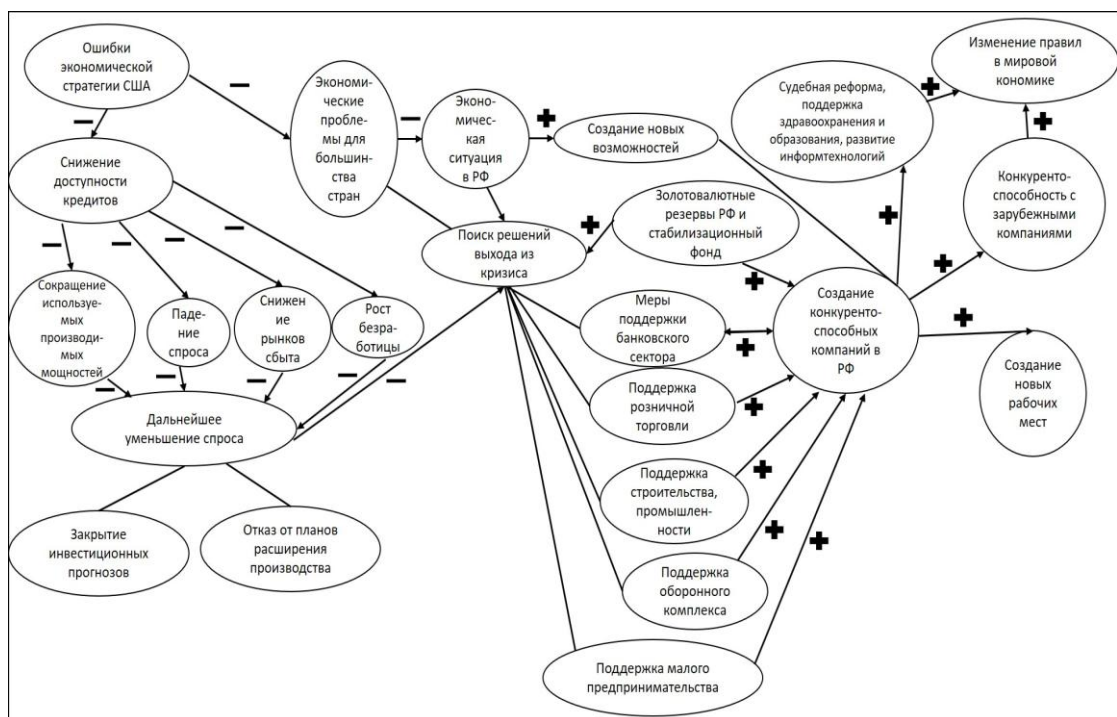 Ошибки
экономической
стратегии США
Экономи-
ческие
пробле-
мы для
большин-
ства
стран
Эконо-
мическая
ситуация
в РФ
Создание новых
возможностей
Судебная реформа,
поддержка
здравоохранения и
образования, развитие
информтехнологий
Изменение правил
в мировой
кономике
Снижение
доступности
кредитов
Поиск решений
выхода из
кризиса
Золотовалютные
резервы РФ и
стабилизационный
фонд
Конкуренто-
способность с
зарубежными
компаниями
Сокращение
используе-
мых
производи-
мых
мощностей
Паде-
ние
спроса
Снижен
ие
рынков
сбыта
Рост
безра-
ботицы
Меры
поддержки
банковского
сектора
Создание
конкуренто-
способных
компаний в
РФ
Создание
новых
рабочих
мест
Дальнейшее
уменьшение спроса
Поддержка
розничной
торговли
Поддержка
строительства,
промышлен-
ности
Закрытие
инвестиционных
прогнозов
Отказ от планов
расширения
производства
Поддержка
оборонного
комплекса
Поддержка малого
предпринимательства